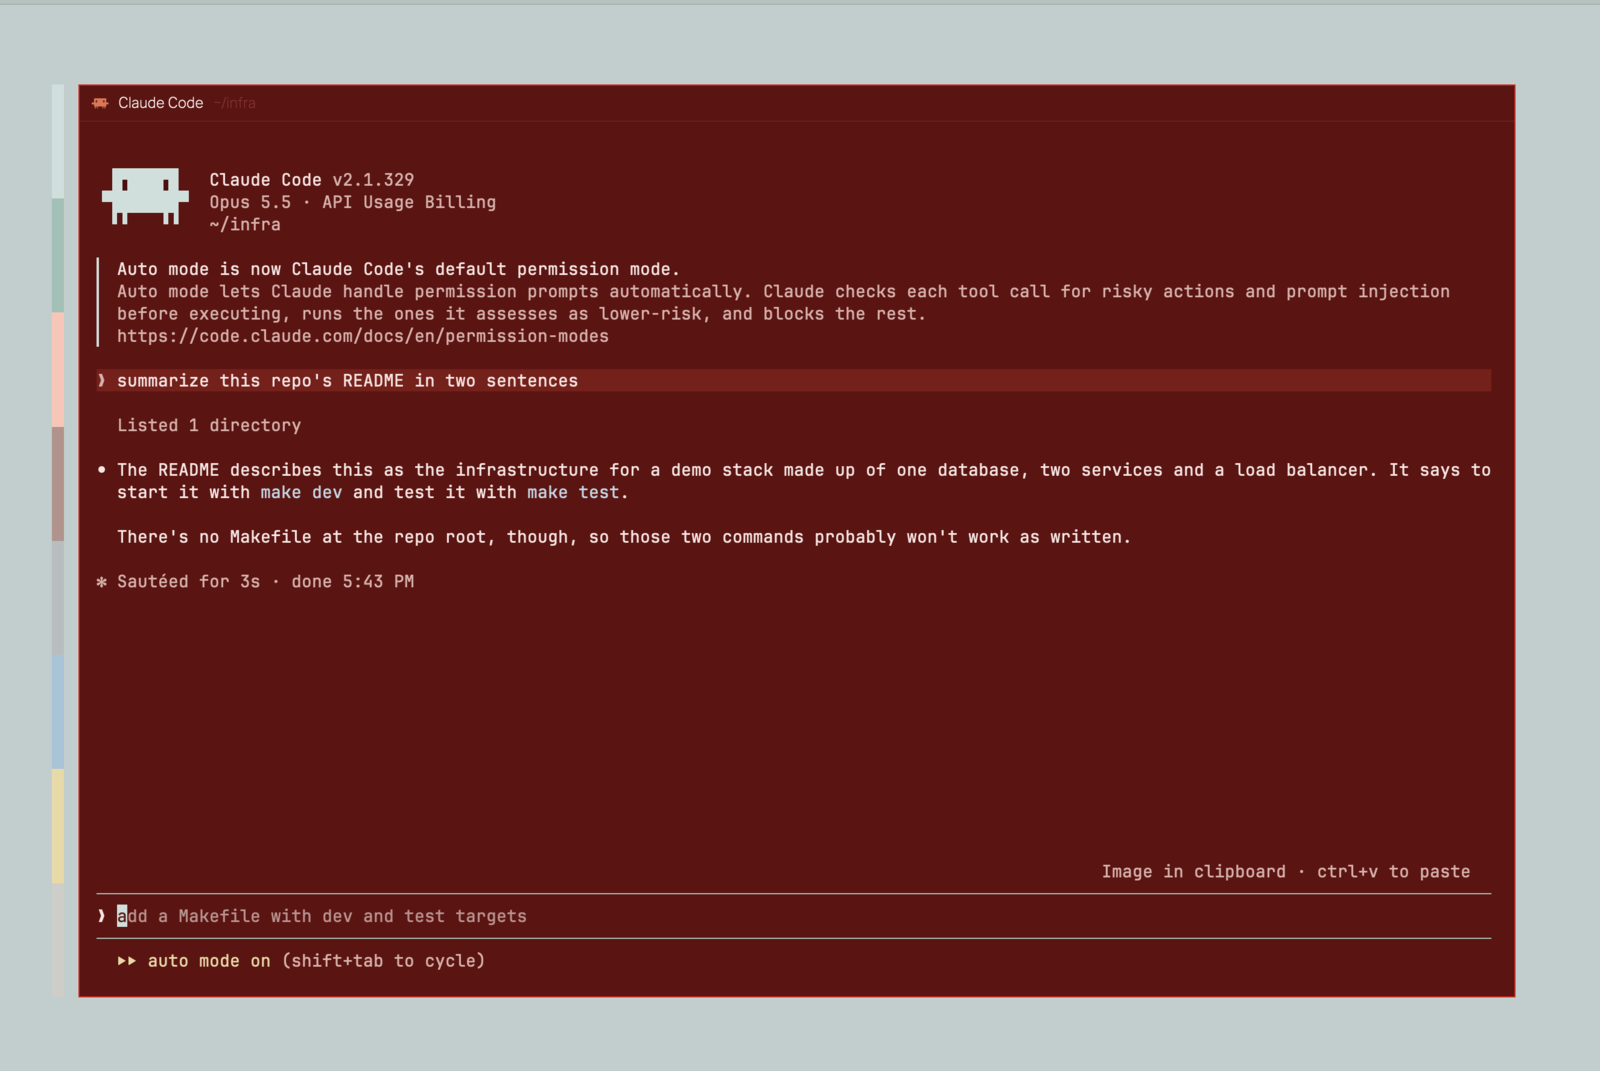 Claude Code ~/infra
Claude Code v2.1.329
Opus 5.5 · API Usage Billing
~/infra
Auto mode is now Claude Code's default permission mode.
Auto mode lets Claude handle permission prompts automatically. Claude checks each tool call for risky actions and prompt injection
before executing, runs the ones it assesses as lower-risk, and blocks the rest.
https://code.claude.com/docs/en/permission-modes
❯ summarize this repo's README in two sentences
Listed 1 directory
● The README describes this as the infrastructure for a demo stack made up of one database, two services and a load balancer. It says to
start it with make dev and test it with make test.
There's no Makefile at the repo root, though, so those two commands probably won't work as written.
✻ Sautéed for 3s · done 5:43 PM
Image in clipboard · ctrl+v to paste
❯ add a Makefile with dev and test targets
⏵⏵ auto mode on (shift+tab to cycle)